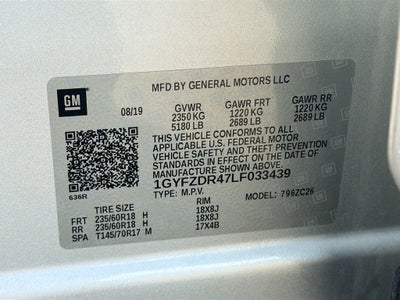 MFD BY GENERAL MOTORS LLC
GM
08/19 GVWR GAWR FRT GAWR RR
2350 KG 1220 KG 1220 KG
5180 LB 2689 LB 2689 LB
THIS VEHICLE CONFORMS TO ALL
APPLICABLE U.S. FEDERAL MOTOR
VEHICLE SAFETY AND THEFT PREVENTION
STANDARDS IN EFFECT ON THE DATE OF
MANUFACTURE SHOWN ABOVE.
1GYFZDR47LF033439
636R
TYPE: M.P.V. MODEL: 796ZC26
TIRE SIZE RIM
FRT 235/60R18 H 18X8J
RR 235/60R18 H 18X8J
SPA T145/70R17 M 17X4B